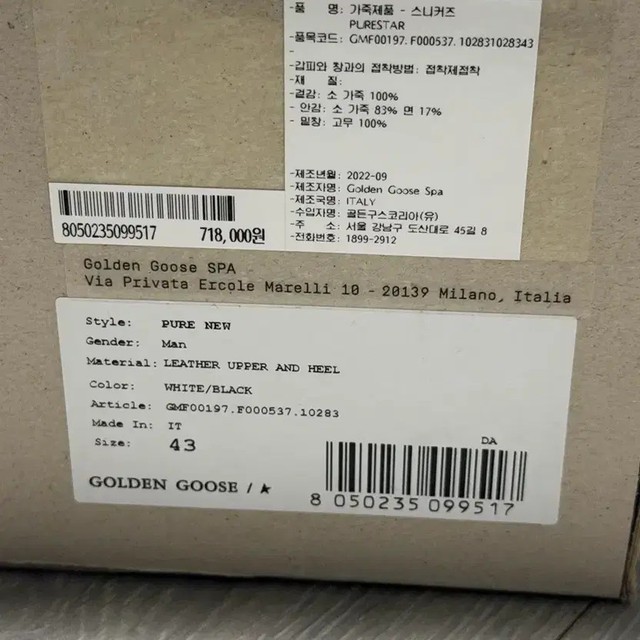 -품 명: 가죽제품 - 스니커즈
PURESTAR
-품목코드: GMF00197.F000537.102831028343
-
-갑피와 창과의 접착방법: 접착제접착
-재 질:
-겉감: 소 가죽 100%
- 안감: 소 가죽 83% 면 17%
- 밑창: 고무 100%
-제조년월: 2022-09
-제조자명: Golden Goose Spa
-제조국명: ITALY
-수입자명: 골든구스코리아(유)
-주 소: 서울 강남구 도산대로 45길 8
-전화번호: 1899-2912
8050235099517 718,000원
Golden Goose SPA
Via Privata Ercole Marelli 10 - 20139 Milano, Italia
Style: PURE NEW
Gender: Man
Material: LEATHER UPPER AND HEEL
Color: WHITE/BLACK
Article: GMF00197.F000537.10283
Made In: IT
Size: 43
DA
GOLDEN GOOSE / ★
8 050235 099517